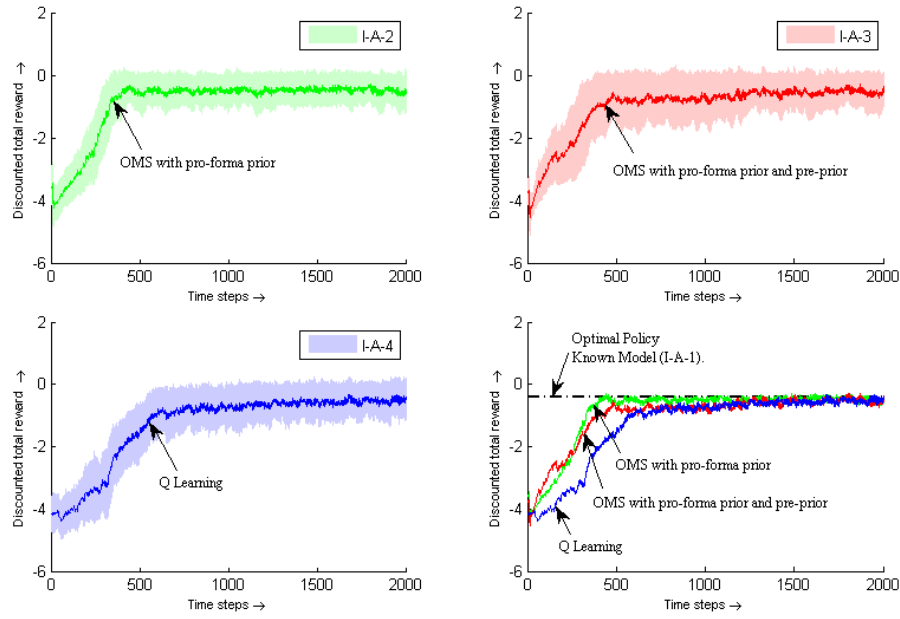 2
0
-2
-4
-6
Discounted total reward →
I-A-2
OMS with pro-forma prior
0
500
1000
1500
2000
Time steps →
2
0
-2
-4
-6
Discounted total reward →
I-A-3
OMS with pro-forma prior and pre-prior
0
500
1000
1500
2000
Time steps →
2
0
-2
-4
-6
Discounted total reward →
I-A-4
Q Learning
0
500
1000
1500
2000
Time steps →
2
0
-2
-4
-6
Discounted total reward →
Optimal Policy
Known Model (I-A-1).
OMS with pro-forma prior
OMS with pro-forma prior and pre-prior
Q Learning
0
500
1000
1500
2000
Time steps →